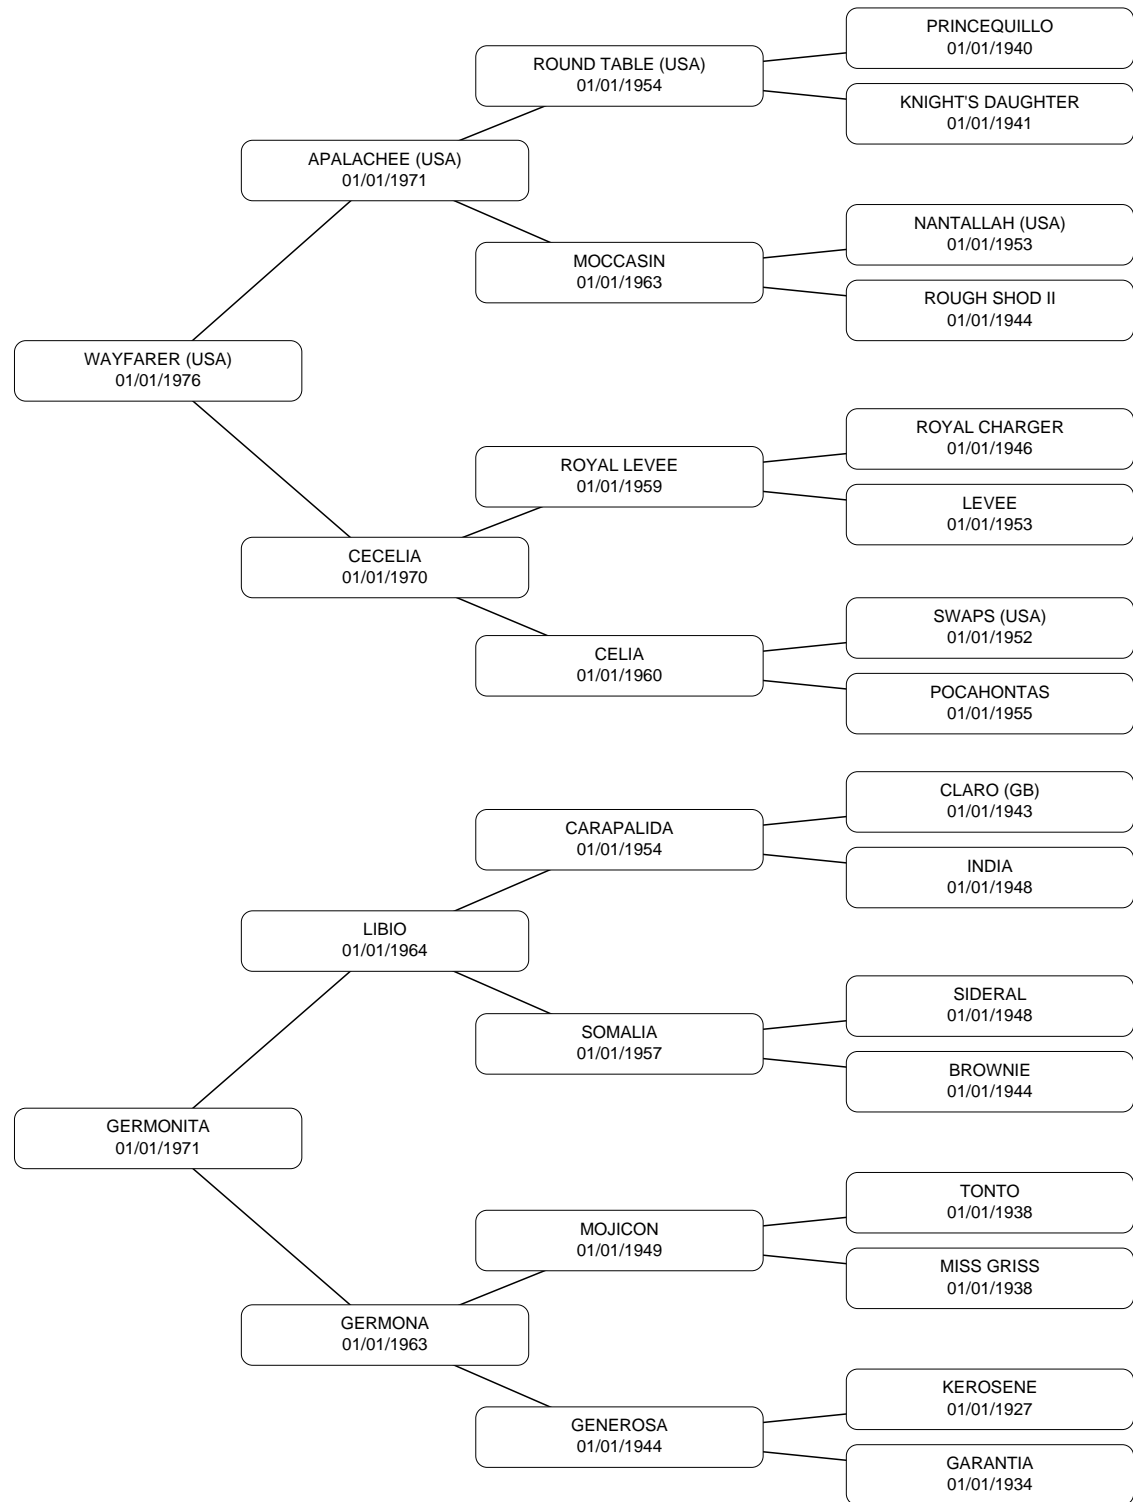 PRINCEQUILLO
01/01/1940
ROUND TABLE (USA)
01/01/1954
KNIGHT'S DAUGHTER
01/01/1941
APALACHEE (USA)
01/01/1971
NANTALLAH (USA)
01/01/1953
MOCCASIN
01/01/1963
ROUGH SHOD II
01/01/1944
WAYFARER (USA)
01/01/1976
ROYAL CHARGER
01/01/1946
ROYAL LEVEE
01/01/1959
LEVEE
01/01/1953
CECELIA
01/01/1970
SWAPS (USA)
01/01/1952
CELIA
01/01/1960
POCAHONTAS
01/01/1955
CLARO (GB)
01/01/1943
CARAPALIDA
01/01/1954
INDIA
01/01/1948
LIBIO
01/01/1964
SIDERAL
01/01/1948
SOMALIA
01/01/1957
BROWNIE
01/01/1944
GERMONITA
01/01/1971
TONTO
01/01/1938
MOJICON
01/01/1949
MISS GRISS
01/01/1938
GERMONA
01/01/1963
KEROSENE
01/01/1927
GENEROSA
01/01/1944
GARANTIA
01/01/1934